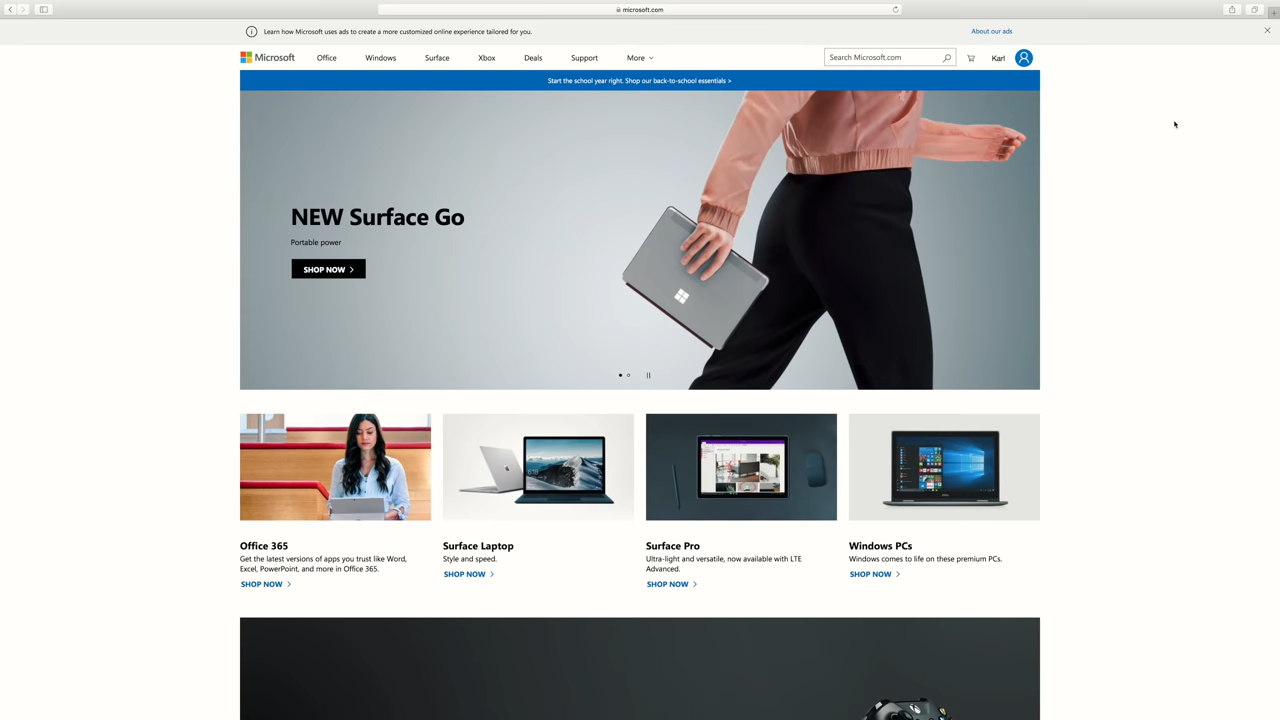 microsoft.com
Learn how Microsoft uses ads to create a more customized online experience tailored for you.
About our ads
Microsoft
Office
Windows
Surface
Xbox
Deals
Support
More
Search Microsoft.com
Karl
Start the school year right. Shop our back-to-school essentials >
NEW Surface Go
Portable power
SHOP NOW >
Office 365
Get the latest versions of apps you trust like Word,
Excel, PowerPoint, and more in Office 365.
SHOP NOW >
Surface Laptop
Style and speed.
SHOP NOW >
Surface Pro
Ultra-light and versatile, now available with LTE
Advanced.
SHOP NOW >
Windows PCs
Windows comes to life on these premium PCs.
SHOP NOW >